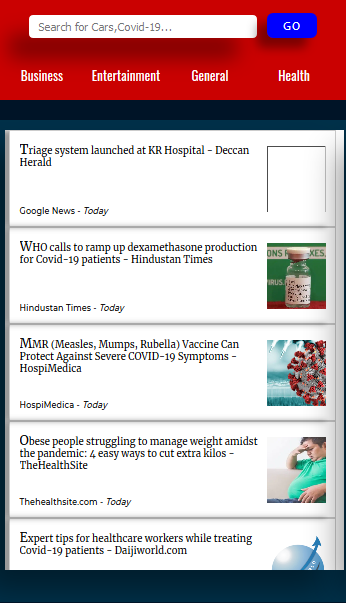 Search for Cars,Covid-19...
GO
Business
Entertainment
General
Health
Triage system launched at KR Hospital - Deccan
Herald
Google News - Today
WHO calls to ramp up dexamethasone production
for Covid-19 patients - Hindustan Times
Hindustan Times - Today
MMR (Measles, Mumps, Rubella) Vaccine Can
Protect Against Severe COVID-19 Symptoms -
HospiMedica
HospiMedica - Today
Obese people struggling to manage weight amidst
the pandemic: 4 easy ways to cut extra kilos -
TheHealthSite
Thehealthsite.com - Today
Expert tips for healthcare workers while treating
Covid-19 patients - Daijiworld.com